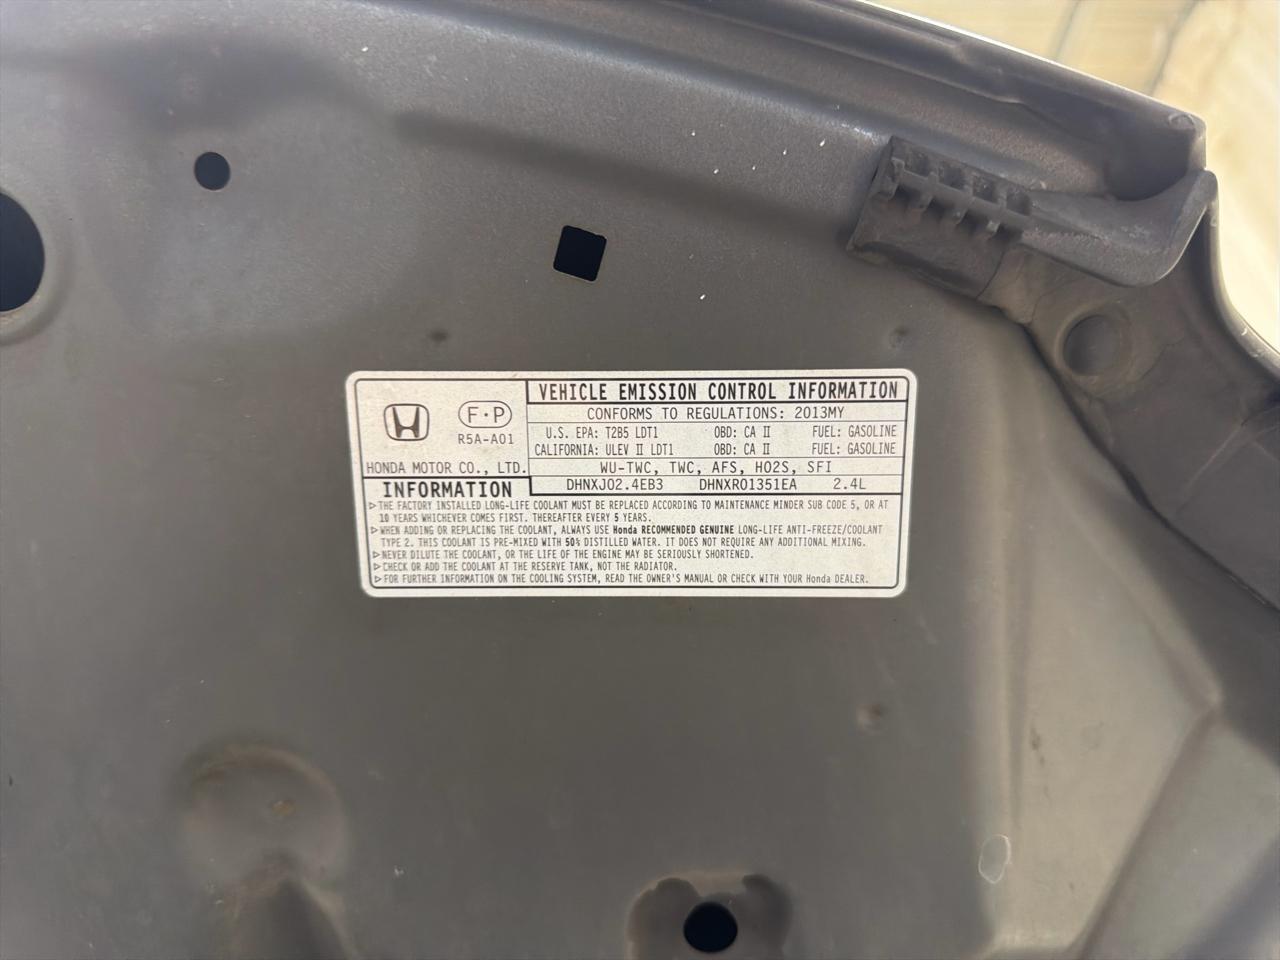 VEHICLE EMISSION CONTROL INFORMATION
F·P
R5A-A01
HONDA MOTOR CO., LTD.
CONFORMS TO REGULATIONS: 2013MY
U.S. EPA: T2B5 LDT1 OBD: CA II FUEL: GASOLINE
CALIFORNIA: ULEV II LDT1 OBD: CA II FUEL: GASOLINE
WU-TWC, TWC, AFS, HO2S, SFI
DHNXJ02.4EB3 DHNXR01351EA 2.4L
INFORMATION
▷THE FACTORY INSTALLED LONG-LIFE COOLANT MUST BE REPLACED ACCORDING TO MAINTENANCE MINDER SUB CODE 5, OR AT
10 YEARS WHICHEVER COMES FIRST. THEREAFTER EVERY 5 YEARS.
▷WHEN ADDING OR REPLACING THE COOLANT, ALWAYS USE Honda RECOMMENDED GENUINE LONG-LIFE ANTI-FREEZE/COOLANT
TYPE 2. THIS COOLANT IS PRE-MIXED WITH 50% DISTILLED WATER. IT DOES NOT REQUIRE ANY ADDITIONAL MIXING.
▷NEVER DILUTE THE COOLANT, OR THE LIFE OF THE ENGINE MAY BE SERIOUSLY SHORTENED.
▷CHECK OR ADD THE COOLANT AT THE RESERVE TANK, NOT THE RADIATOR.
▷FOR FURTHER INFORMATION ON THE COOLING SYSTEM, READ THE OWNER'S MANUAL OR CHECK WITH YOUR Honda DEALER.